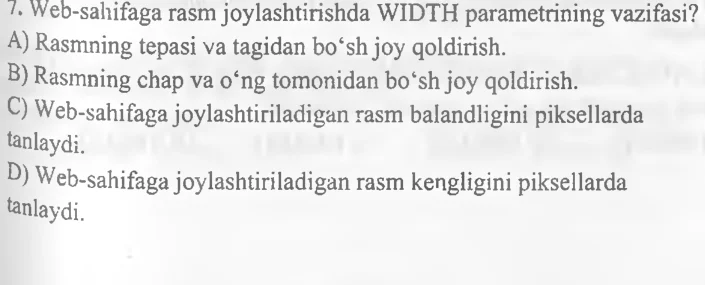 7. Web-sahifaga rasm joylashtirishda WIDTH parametrining vazifasi?
A) Rasmning tepasi va tagidan bo‘sh joy qoldirish.
B) Rasmning chap va o‘ng tomonidan bo‘sh joy qoldirish.
C) Web-sahifaga joylashtiriladigan rasm balandligini piksellarda
tanlaydi.
D) Web-sahifaga joylashtiriladigan rasm kengligini piksellarda
tanlaydi.